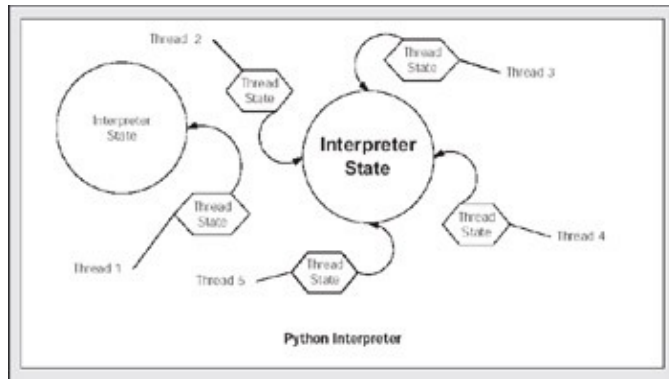 Thread 2
Thread
State
Thread
State
Thread 3
Interpreter
State
Interpreter
State
Thread
State
Thread
State
Thread 4
Thread 1
Thread 5
Thread
State
Python Interpreter